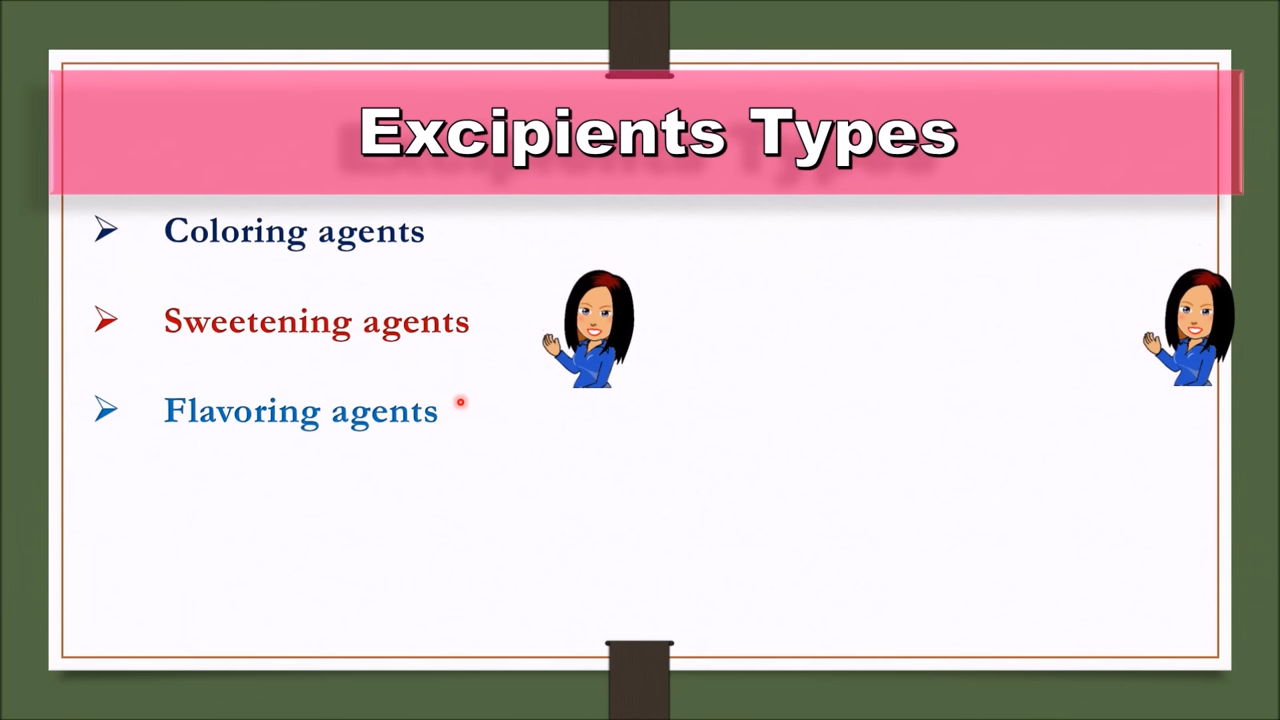 Excipients Types
Coloring agents
Sweetening agents
Flavoring agents